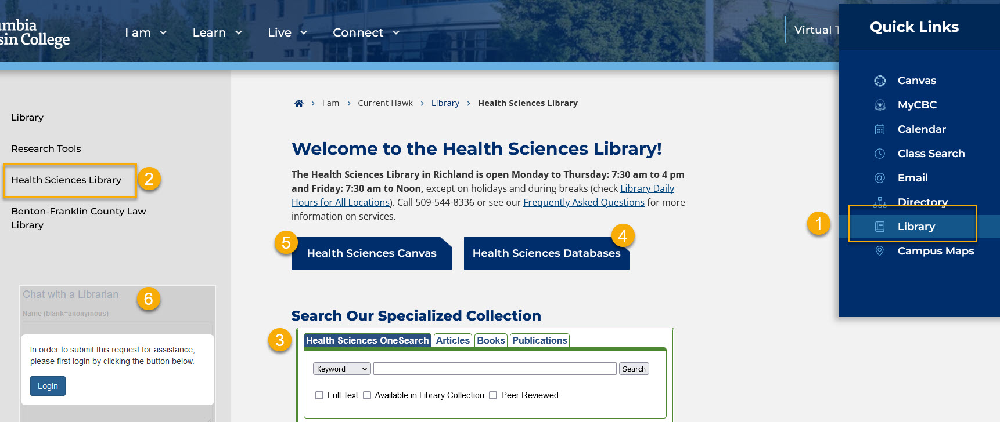 umbia
sin College
I am
Learn
Live
Connect
Virtual T
Quick Links
Canvas
MyCBC
Calendar
Class Search
Email
Directory
1
Library
Campus Maps
Library
Research Tools
Health Sciences Library
2
Benton-Franklin County Law
Library
6
Chat with a Librarian
Name (blank=anonymous)
In order to submit this request for assistance,
please first login by clicking the button below.
Login
I am > Current Hawk > Library > Health Sciences Library
Welcome to the Health Sciences Library!
The Health Sciences Library in Richland is open Monday to Thursday: 7:30 am to 4 pm
and Friday: 7:30 am to Noon, except on holidays and during breaks (check Library Daily
Hours for All Locations). Call 509-544-8336 or see our Frequently Asked Questions for more
information on services.
5
Health Sciences Canvas
4
Health Sciences Databases
Search Our Specialized Collection
3
Health Sciences OneSearch
Articles
Books
Publications
Keyword
Search
Full Text
Available in Library Collection
Peer Reviewed